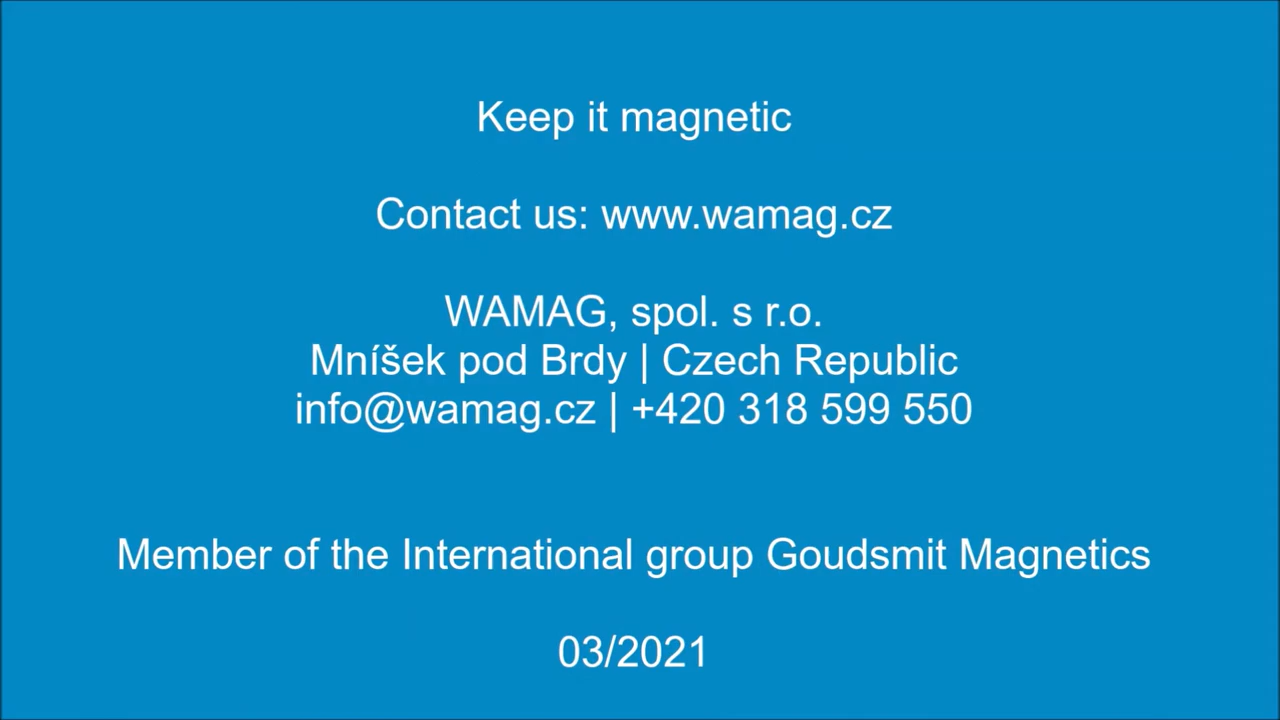 Keep it magnetic
Contact us: www.wamag.cz
WAMAG, spol. s r.o.
Mníšek pod Brdy | Czech Republic
info@wamag.cz | +420 318 599 550
Member of the International group Goudsmit Magnetics
03/2021